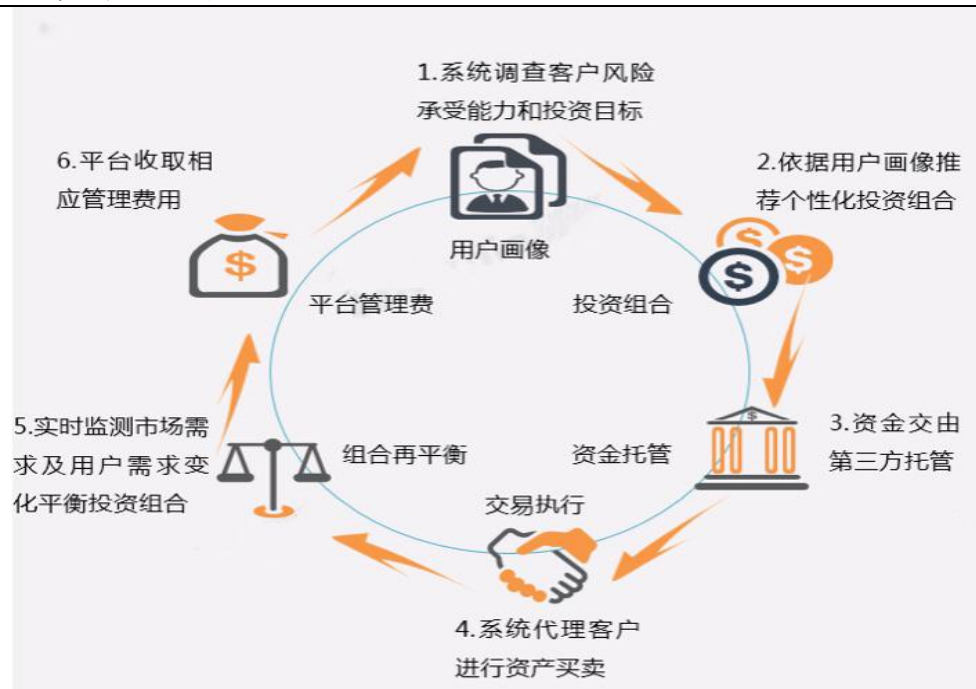 1.系统调查客户风险
承受能力和投资目标
用户画像
2.依据用户画像推
荐个性化投资组合
投资组合
3.资金交由
第三方托管
资金托管
交易执行
4.系统代理客户
进行资产买卖
5.实时监测市场需
求及用户需求变
化平衡投资组合
组合再平衡
6.平台收取相
应管理费用
平台管理费
$
$
$
$
$